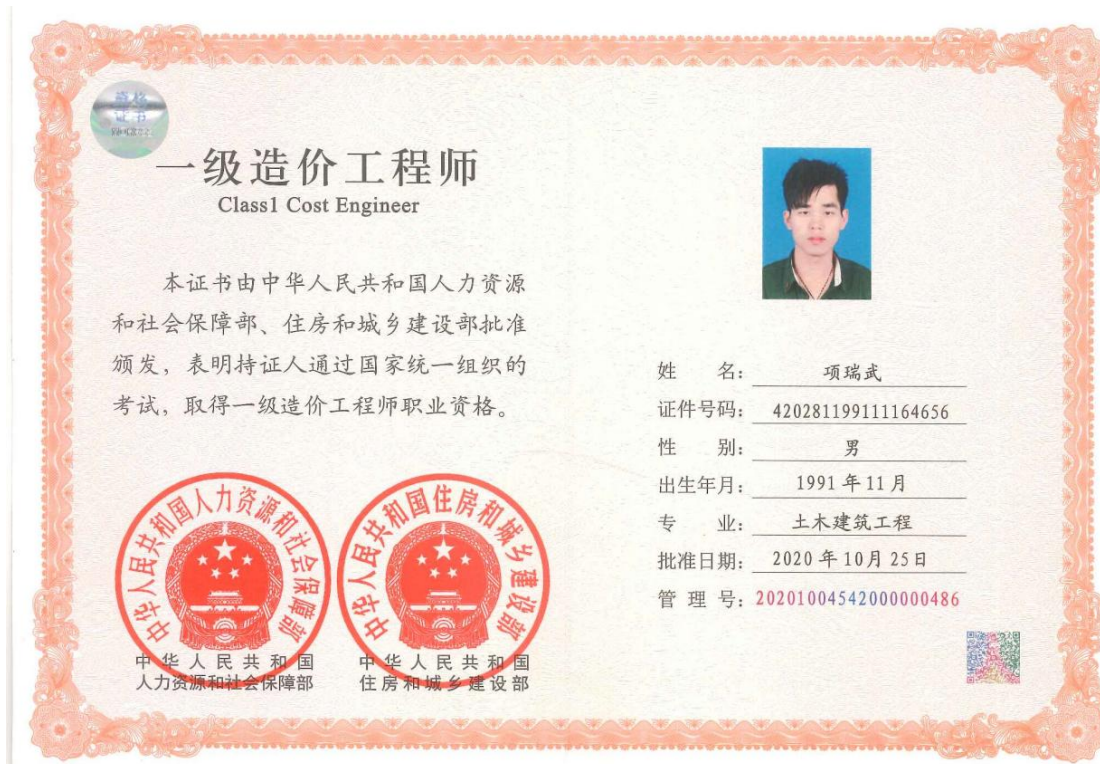 资格
证书
一级造价工程师
Class1 Cost Engineer
本证书由中华人民共和国人力资源
和社会保障部、住房和城乡建设部批准
颁发，表明持证人通过国家统一组织的
考试，取得一级造价工程师职业资格。
中华人民共和国人力资源和社会保障部
中华人民共和国
人力资源和社会保障部
中华人民共和国住房和城乡建设部
中华人民共和国
住房和城乡建设部
姓 名：项瑞武
证件号码：420281199111164656
性 别：男
出生年月：1991年11月
专 业：土木建筑工程
批准日期：2020年10月25日
管 理 号：20201004542000000486